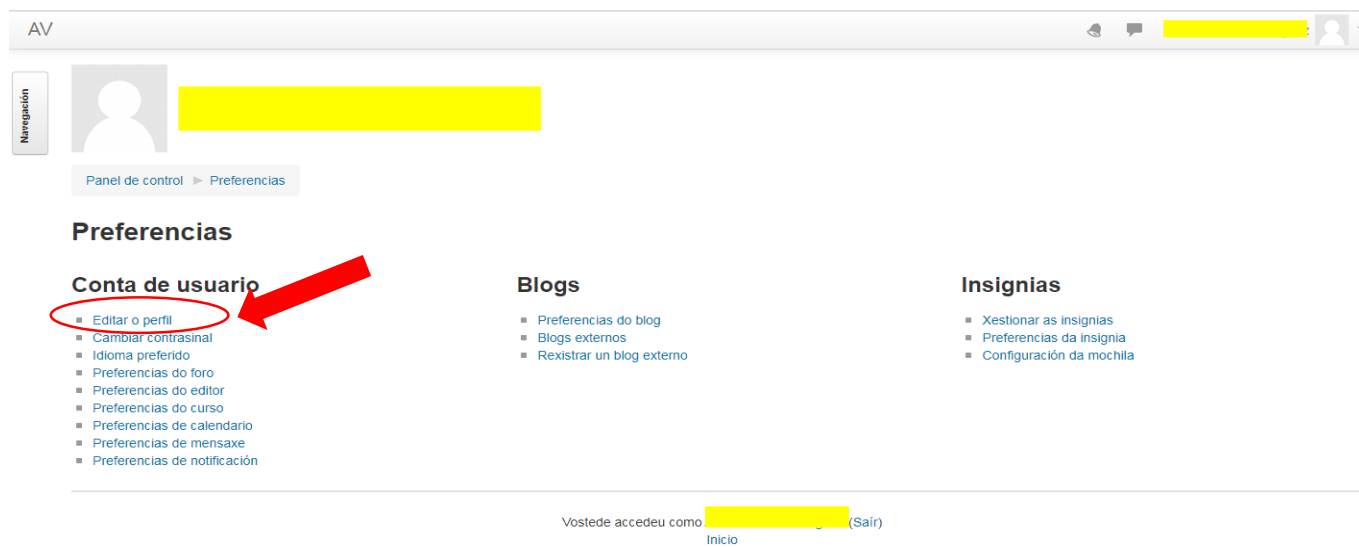 AV
Navegación
Panel de control ► Preferencias
Preferencias
Conta de usuario
Editar o perfil
Cambiar contrasinal
Idioma preferido
Preferencias do foro
Preferencias do editor
Preferencias do curso
Preferencias de calendario
Preferencias de mensaxe
Preferencias de notificación
Blogs
Preferencias do blog
Blogs externos
Rexistrar un blog externo
Insignias
Xestionar as insignias
Preferencias da insignia
Configuración da mochila
Vostede accedeu como (Saír)
Inicio